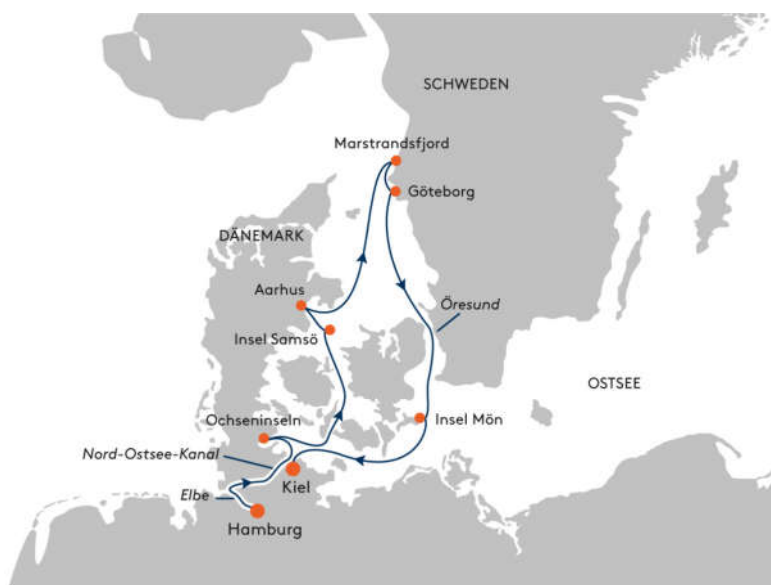 SCHWEDEN
Marstrandsfjord
Göteborg
DÄNEMARK
Aarhus
Öresund
Insel Samsö
OSTSEE
Ochseninseln
Insel Mön
Nord-Ostsee-Kanal
Kiel
Elbe
Hamburg